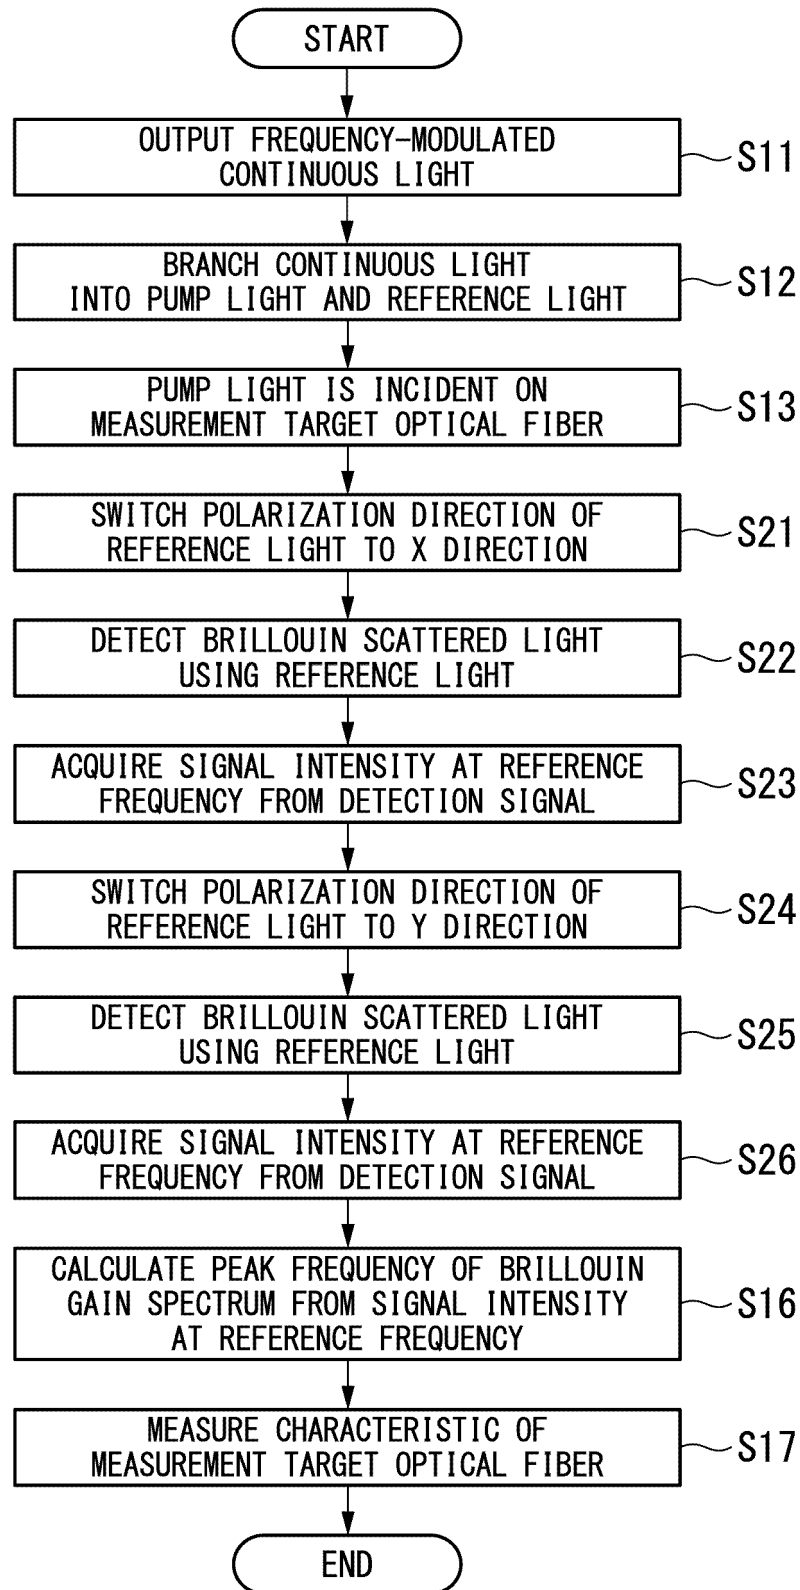 START
OUTPUT FREQUENCY-MODULATED
CONTINUOUS LIGHT
S11
BRANCH CONTINUOUS LIGHT
INTO PUMP LIGHT AND REFERENCE LIGHT
S12
PUMP LIGHT IS INCIDENT ON
MEASUREMENT TARGET OPTICAL FIBER
S13
SWITCH POLARIZATION DIRECTION OF
REFERENCE LIGHT TO X DIRECTION
S21
DETECT BRILLOUIN SCATTERED LIGHT
USING REFERENCE LIGHT
S22
ACQUIRE SIGNAL INTENSITY AT REFERENCE
FREQUENCY FROM DETECTION SIGNAL
S23
SWITCH POLARIZATION DIRECTION OF
REFERENCE LIGHT TO Y DIRECTION
S24
DETECT BRILLOUIN SCATTERED LIGHT
USING REFERENCE LIGHT
S25
ACQUIRE SIGNAL INTENSITY AT REFERENCE
FREQUENCY FROM DETECTION SIGNAL
S26
CALCULATE PEAK FREQUENCY OF BRILLOUIN
GAIN SPECTRUM FROM SIGNAL INTENSITY
AT REFERENCE FREQUENCY
S16
MEASURE CHARACTERISTIC OF
MEASUREMENT TARGET OPTICAL FIBER
S17
END